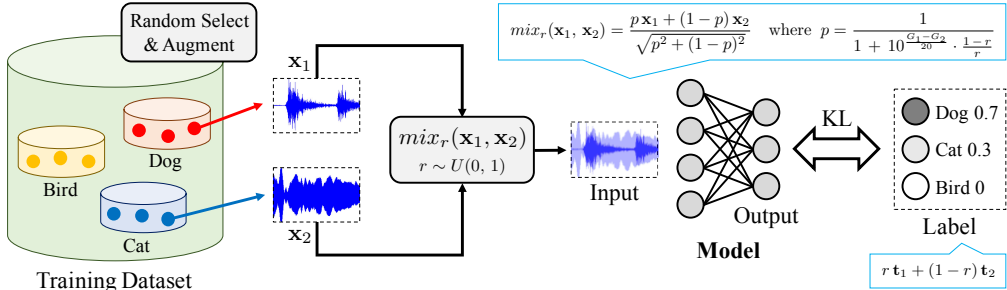 Random Select
& Augment
Dog
Bird
Cat
Training Dataset
x₁
x₂
mixᵣ(x₁, x₂)
r ∼ U(0, 1)
mixᵣ(x₁, x₂) = (p x₁ + (1 − p) x₂) / √(p² + (1 − p)²) where p = 1 / (1 + 10^((G₁−G₂)/20) · (1−r)/r)
Input
Output
Model
KL
Dog 0.7
Cat 0.3
Bird 0
Label
r t₁ + (1 − r) t₂